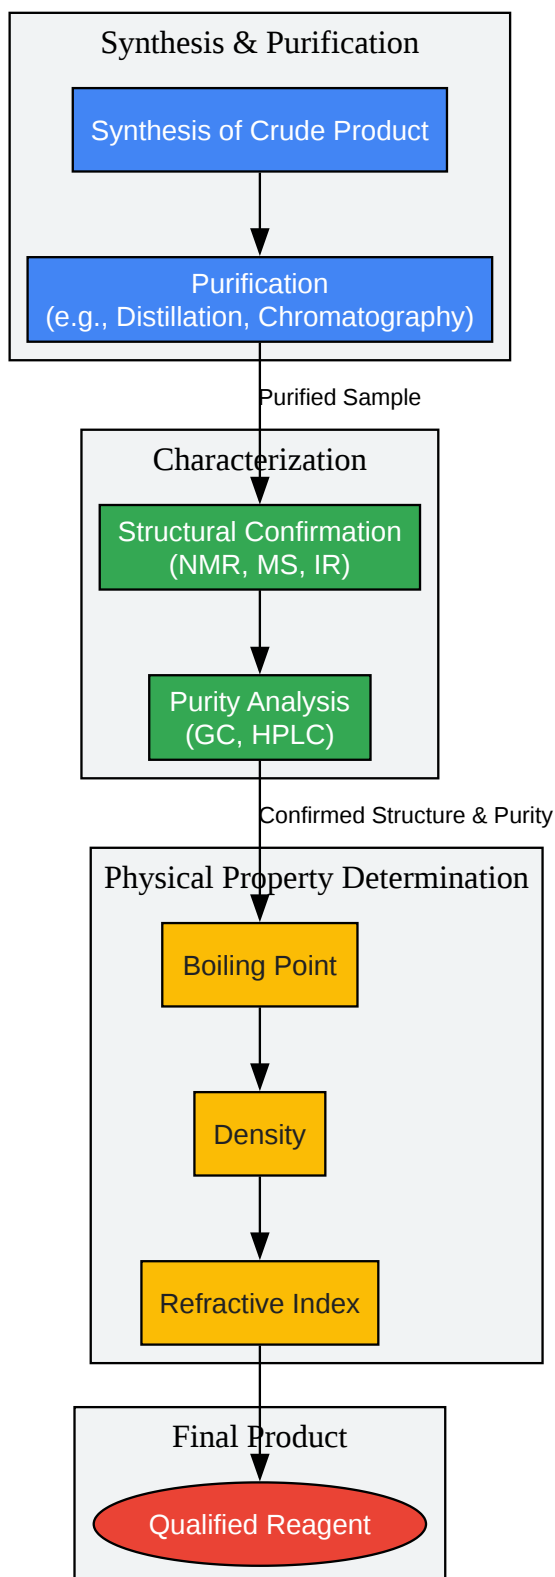 Synthesis & Purification
Synthesis of Crude Product
Purification
(e.g., Distillation, Chromatography)
Purified Sample
Characterization
Structural Confirmation
(NMR, MS, IR)
Purity Analysis
(GC, HPLC)
Confirmed Structure & Purity
Physical Property Determination
Boiling Point
Density
Refractive Index
Final Product
Qualified Reagent